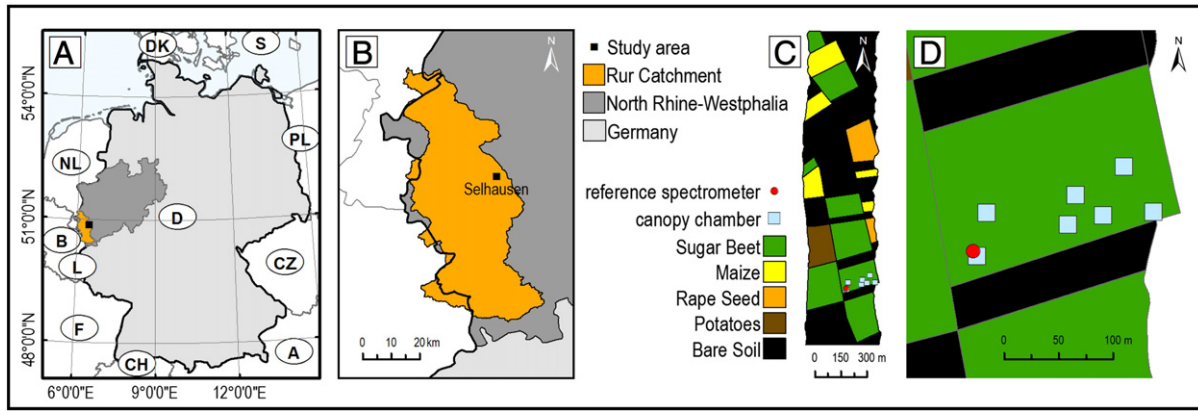 A
DK
S
54°0'0"N
PL
NL
51°0'0"N
D
B
L
CZ
F
48°0'0"N
CH
A
6°0'0"E
9°0'0"E
12°0'0"E
B
N
Selhausen
0 10 20 km
Study area
Rur Catchment
North Rhine-Westphalia
Germany
reference spectrometer
canopy chamber
Sugar Beet
Maize
Rape Seed
Potatoes
Bare Soil
C
N
0 150 300 m
D
N
0 50 100 m